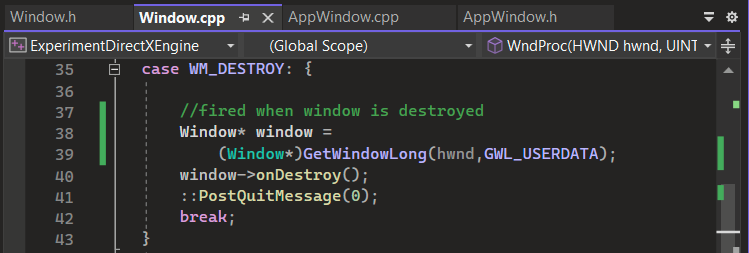 Window.h Window.cpp AppWindow.cpp AppWindow.h
ExperimentDirectXEngine (Global Scope) WndProc(HWND hwnd, UINT
35 case WM_DESTROY: {
36
37 //fired when window is destroyed
38 Window* window =
39 (Window*)GetWindowLong(hwnd,GWL_USERDATA);
40 window->onDestroy();
41 ::PostQuitMessage(0);
42 break;
43 }